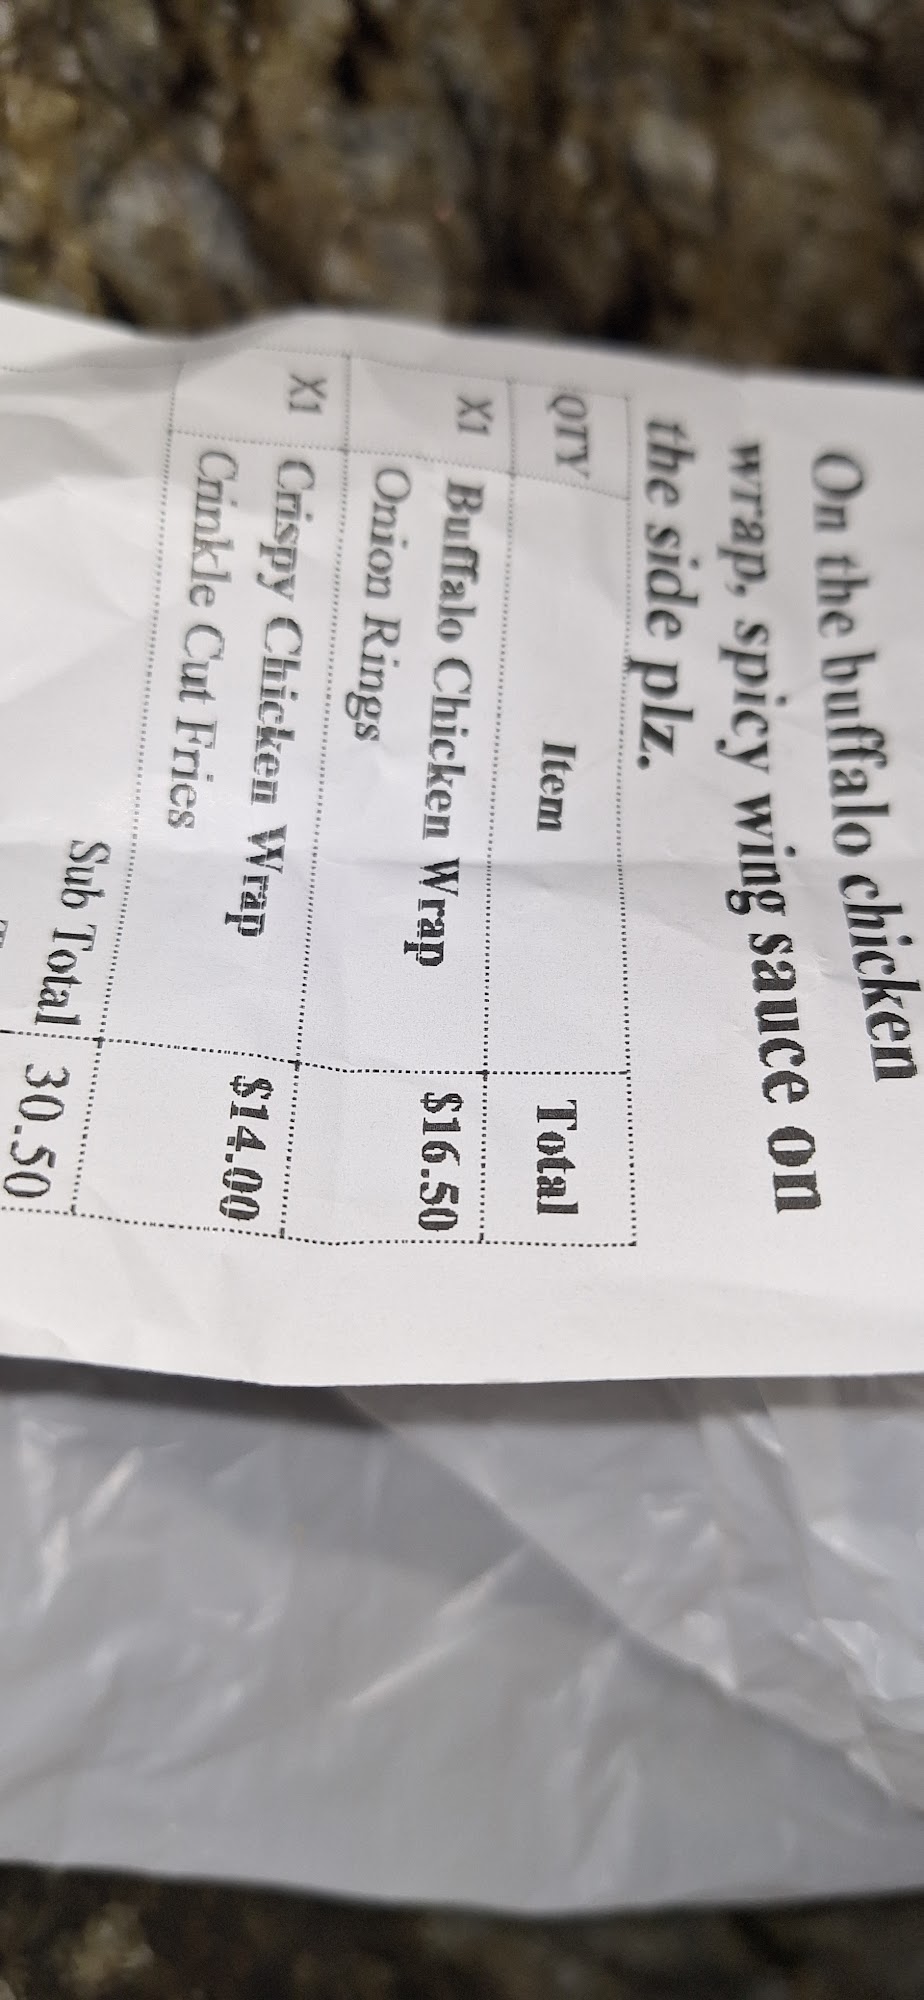 On the buffalo chicken
wrap, spicy wing sauce on
the side plz.
QTY Item Total
X1 Buffalo Chicken Wrap $16.50
Onion Rings
X1 Crispy Chicken Wrap $14.00
Crinkle Cut Fries
Sub Total 30.50